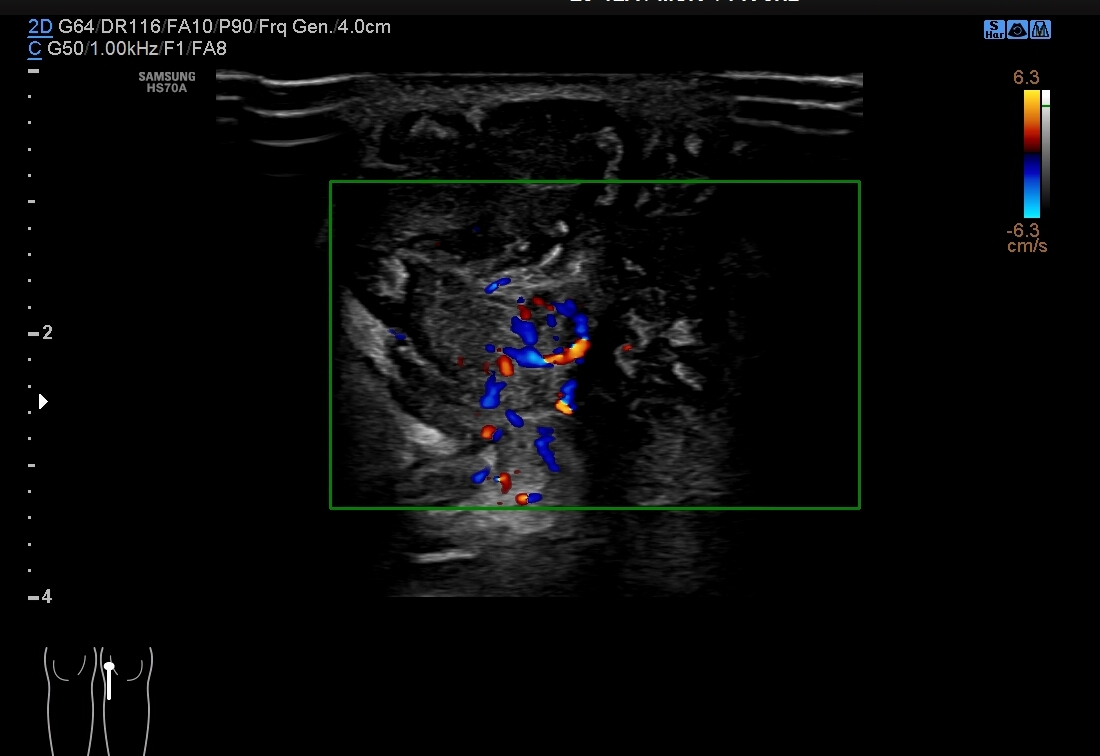 2D G64/DR116/FA10/P90/Frq Gen./4.0cm
C G50/1.00kHz/F1/FA8
S
Har
M
SAMSUNG
HS70A
6.3
-6.3
cm/s
2
4